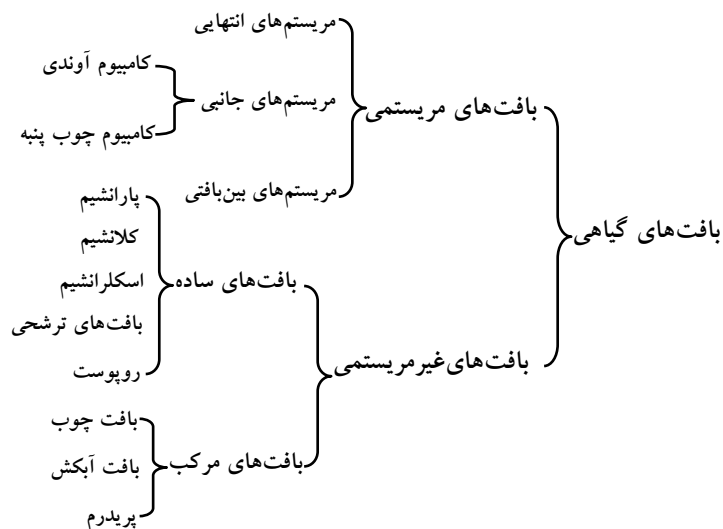 بافت‌های گیاهی
بافت‌های مریستمی
مریستم‌های انتهایی
مریستم‌های جانبی
کامبیوم آوندی
کامبیوم چوب پنبه
مریستم‌های بین‌بافتی
بافت‌های غیرمریستمی
بافت‌های ساده
پارانشیم
کلانشیم
اسکلرانشیم
بافت‌های ترشحی
روپوست
بافت‌های مرکب
بافت چوب
بافت آبکش
پریدرم